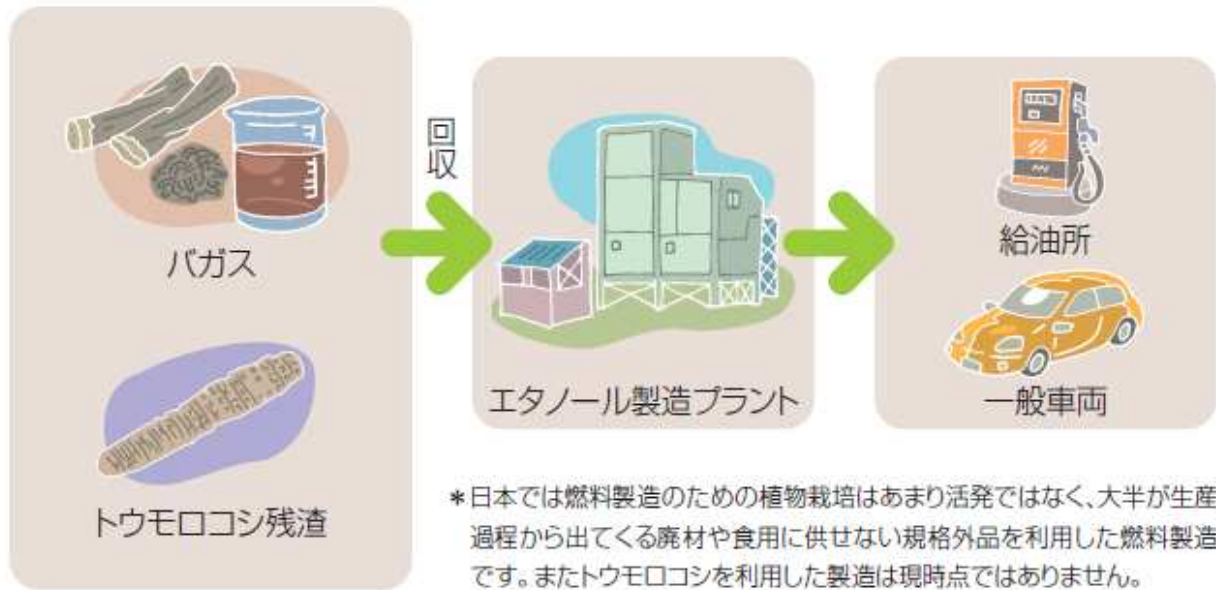 バガス
トウモロコシ残渣
回収
エタノール製造プラント
給油所
一般車両
*日本では燃料製造のための植物栽培はあまり活発ではなく、大半が生産
過程から出てくる廃材や食用に供せない規格外品を利用した燃料製造
です。またトウモロコシを利用した製造は現時点ではありません。